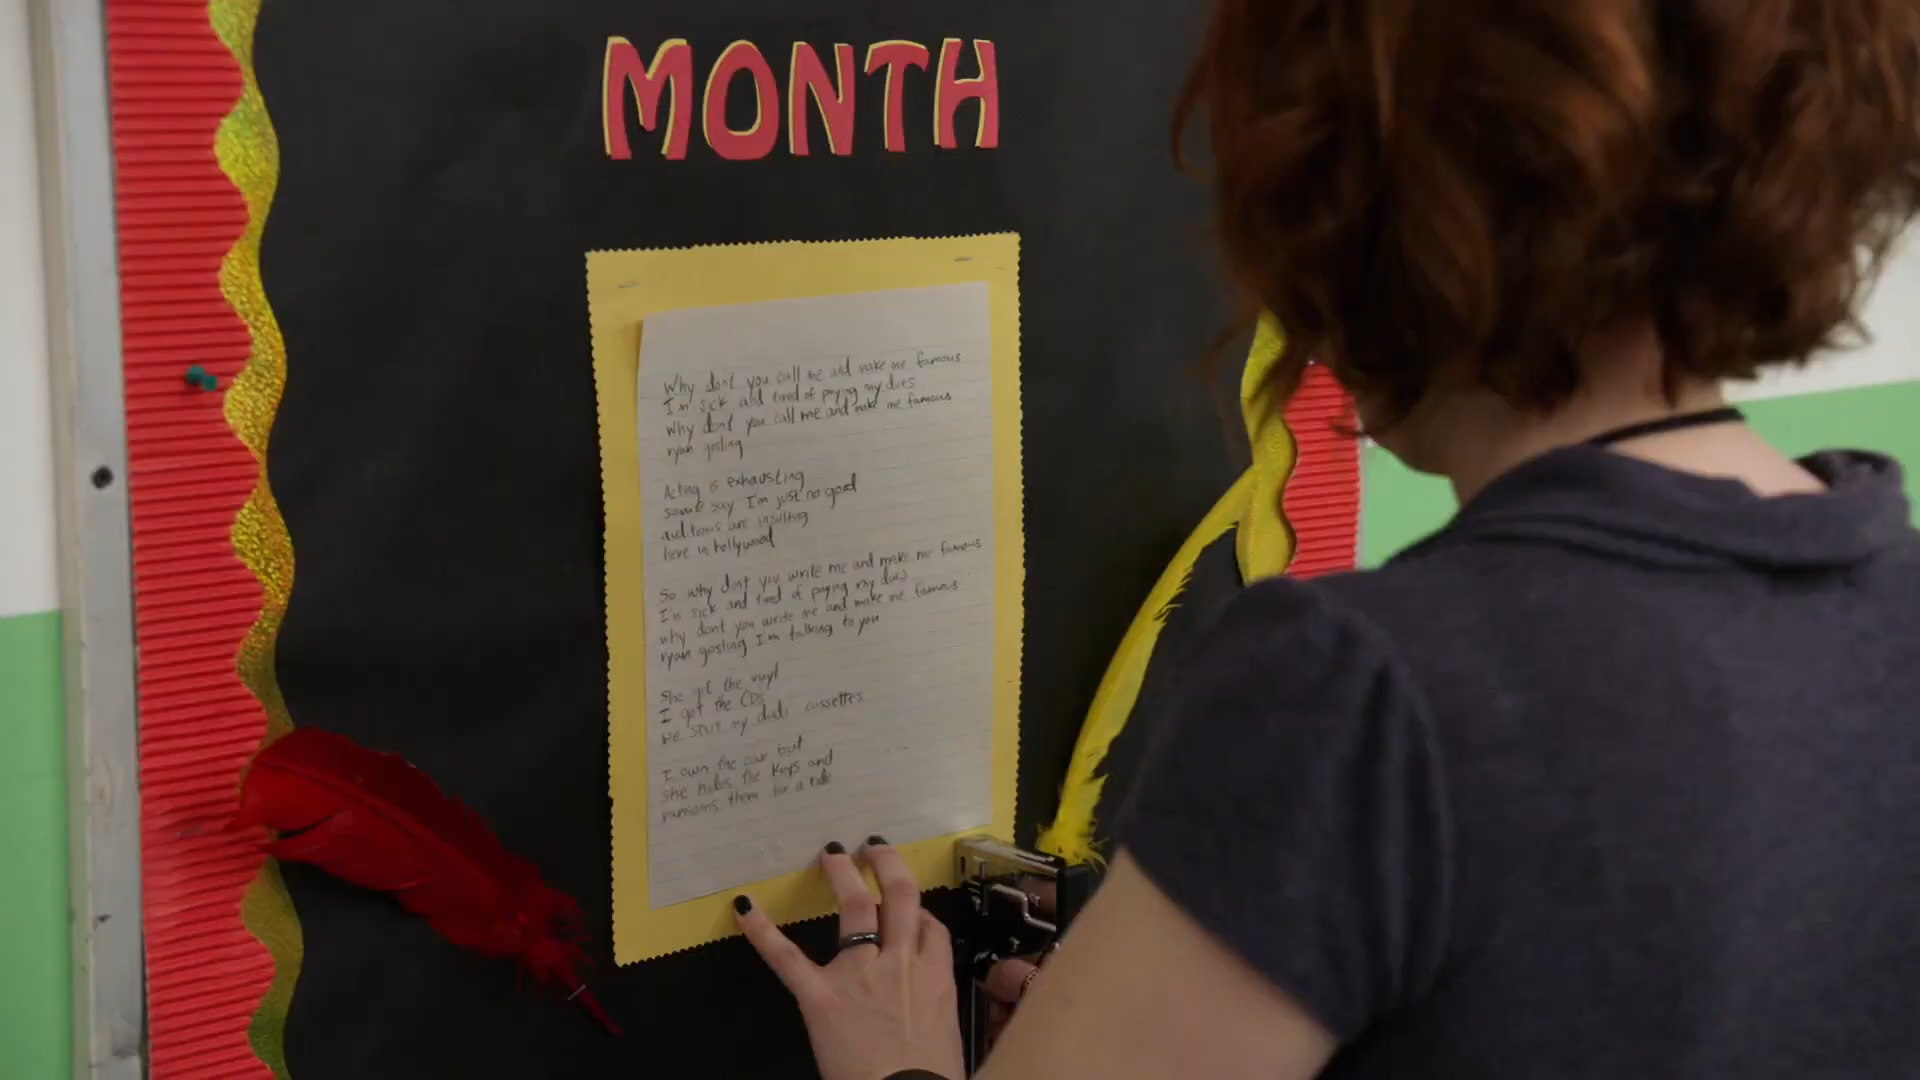 MONTH
Why dont you call me and make me famous
I'm sick and tired of paying my dues
Why dont you call me and make me famous
ryan gosling
Acting is exhausting
some say I'm just no good
auditions are insulting
here in hollywood
So why dont you write me and make me famous
I'm sick and tired of paying my dues
why dont you write me and make me famous
ryan gosling I'm talking to you
She got the vinyl
I got the CDs
we my dads cassettes
I own the car but
she holds the keys and
ransoms them for a ride